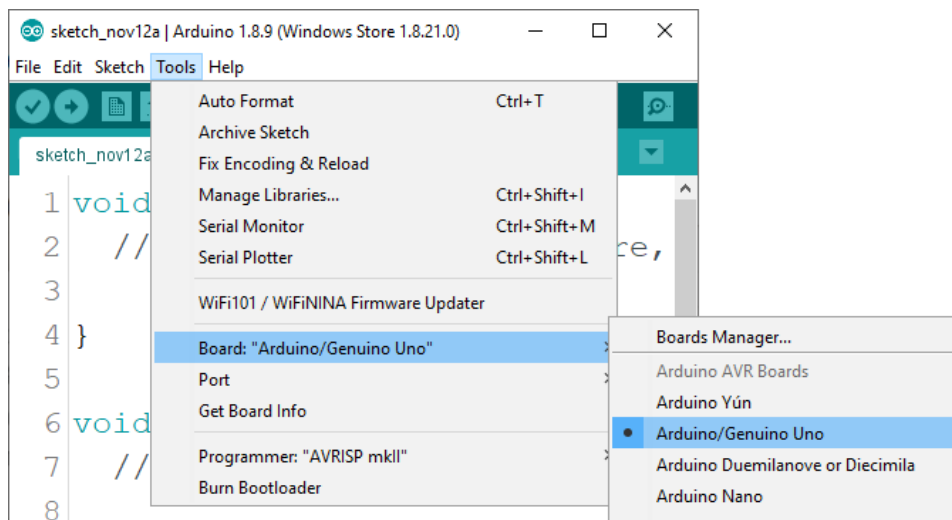 sketch_nov12a | Arduino 1.8.9 (Windows Store 1.8.21.0)
File Edit Sketch Tools Help
sketch_nov12a
Auto Format Ctrl+T
Archive Sketch
Fix Encoding & Reload
Manage Libraries... Ctrl+Shift+I
Serial Monitor Ctrl+Shift+M
Serial Plotter Ctrl+Shift+L
WiFi101 / WiFiNINA Firmware Updater
Board: "Arduino/Genuino Uno"
Port
Get Board Info
Programmer: "AVRISP mkII"
Burn Bootloader
Boards Manager...
Arduino AVR Boards
Arduino Yún
Arduino/Genuino Uno
Arduino Duemilanove or Diecimila
Arduino Nano
1 void
2 // re,
3
4 }
5
6 void
7 //
8